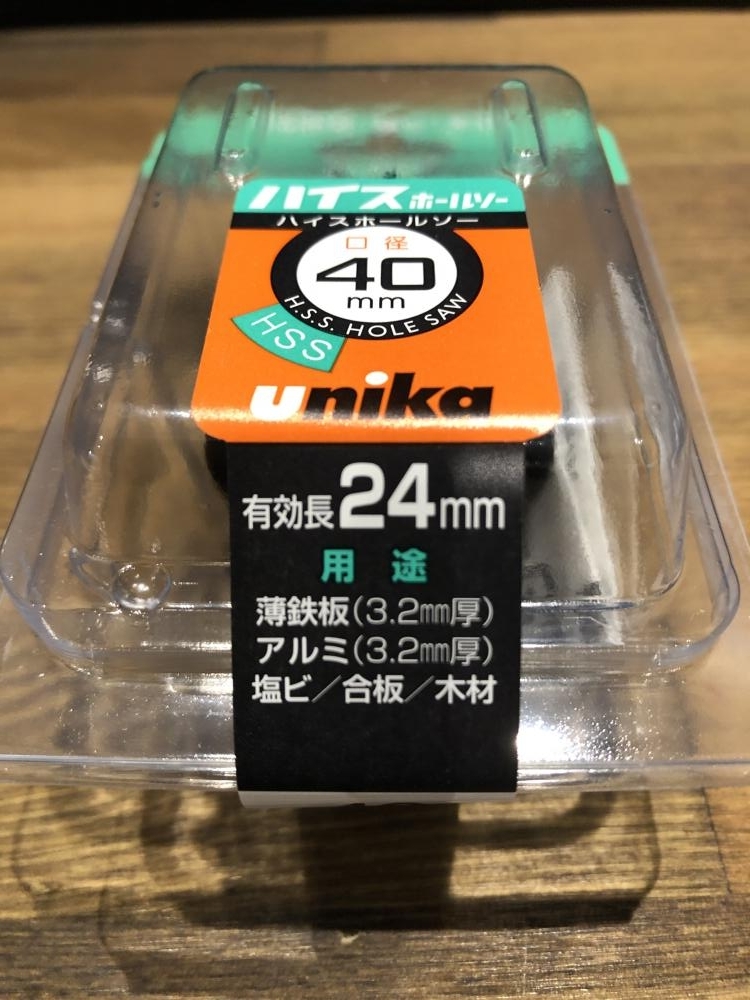 ハイスホールソー
ハイスホールソー
口径
40
mm
H.S.S. HOLE SAW
HSS
unika
有効長24mm
用途
薄鉄板(3.2mm厚)
アルミ(3.2mm厚)
塩ビ/合板/木材